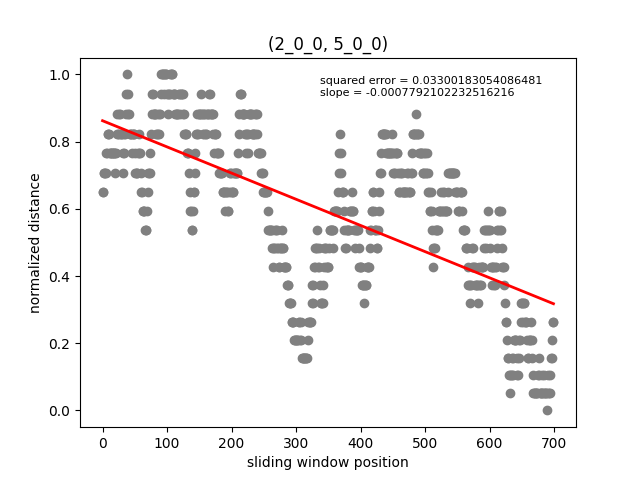 (2_0_0, 5_0_0)
squared error = 0.03300183054086481
slope = -0.0007792102232516216
normalized distance
1.0
0.8
0.6
0.4
0.2
0.0
0 100 200 300 400 500 600 700
sliding window position